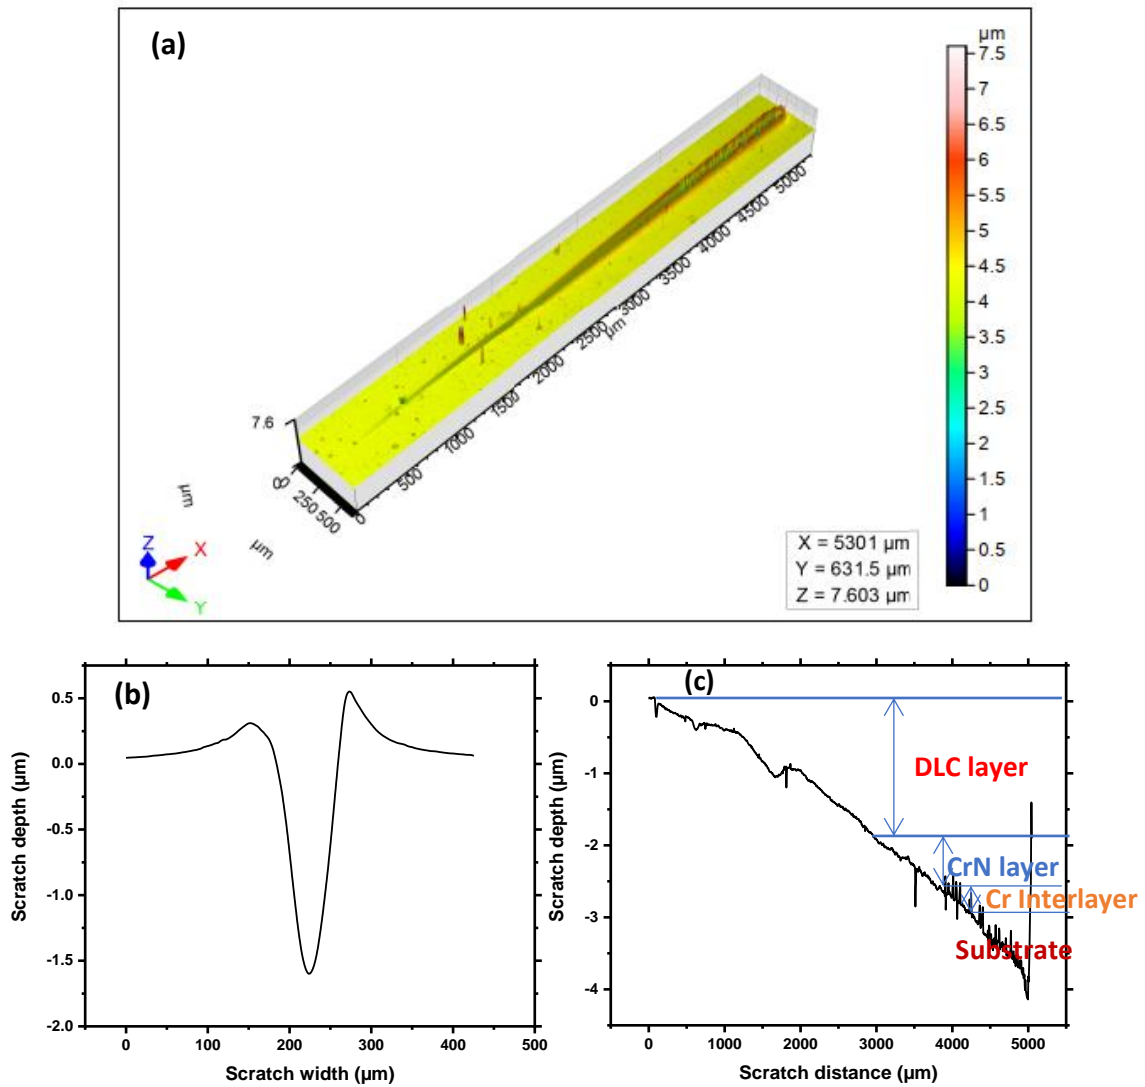 (a)
µm
7.5
7
6.5
6
5.5
5
4.5
4
3.5
3
2.5
2
1.5
1
0.5
0
7.6
µm
0
250
500
µm
0
500
1000
1500
2000
2500
3000
3500
4000
4500
5000
µm
Z
X
Y
X = 5301 µm
Y = 631.5 µm
Z = 7.603 µm
(b)
Scratch depth (µm)
0.5
0.0
-0.5
-1.0
-1.5
-2.0
0 100 200 300 400 500
Scratch width (µm)
(c)
Scratch depth (µm)
0
-1
-2
-3
-4
DLC layer
CrN layer
Cr Interlayer
Substrate
0 1000 2000 3000 4000 5000
Scratch distance (µm)